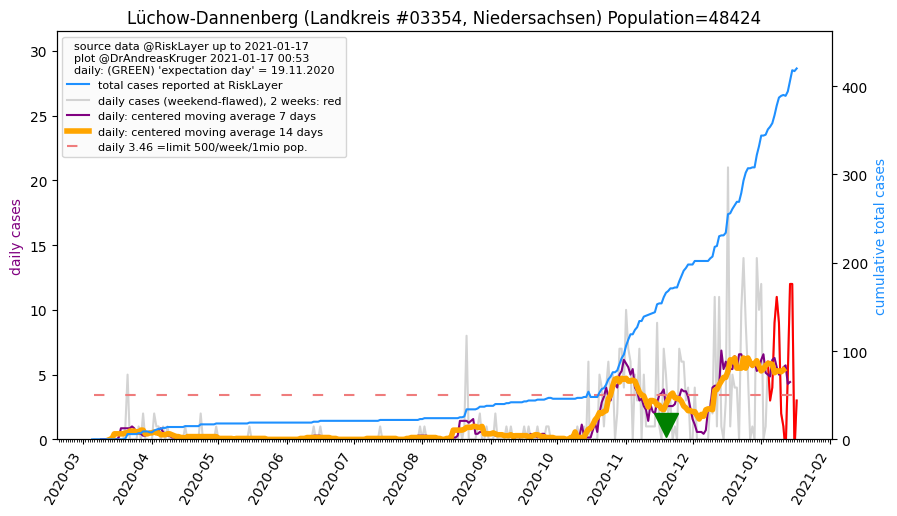 Lüchow-Dannenberg (Landkreis #03354, Niedersachsen) Population=48424
source data @RiskLayer up to 2021-01-17
plot @DrAndreasKruger 2021-01-17 00:53
daily: (GREEN) 'expectation day' = 19.11.2020
total cases reported at RiskLayer
daily cases (weekend-flawed), 2 weeks: red
daily: centered moving average 7 days
daily: centered moving average 14 days
daily 3.46 =limit 500/week/1mio pop.
daily cases
30
25
20
15
10
5
0
cumulative total cases
400
300
200
100
0
2020-03
2020-04
2020-05
2020-06
2020-07
2020-08
2020-09
2020-10
2020-11
2020-12
2021-01
2021-02